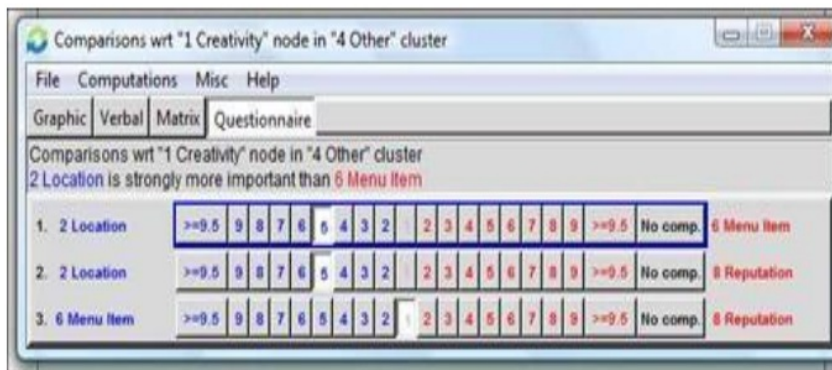 Comparisons wrt "1 Creativity" node in "4 Other" cluster
File Computations Misc Help
Graphic Verbal Matrix Questionnaire
Comparisons wrt "1 Creativity" node in "4 Other" cluster
2 Location is strongly more important than 6 Menu Item
1. 2 Location >=9.5 9 8 7 6 5 4 3 2 1 2 3 4 5 6 7 8 9 >=9.5 No comp. 6 Menu Item
2. 2 Location >=9.5 9 8 7 6 5 4 3 2 1 2 3 4 5 6 7 8 9 >=9.5 No comp. 8 Reputation
3. 6 Menu Item >=9.5 9 8 7 6 5 4 3 2 1 2 3 4 5 6 7 8 9 >=9.5 No comp. 8 Reputation